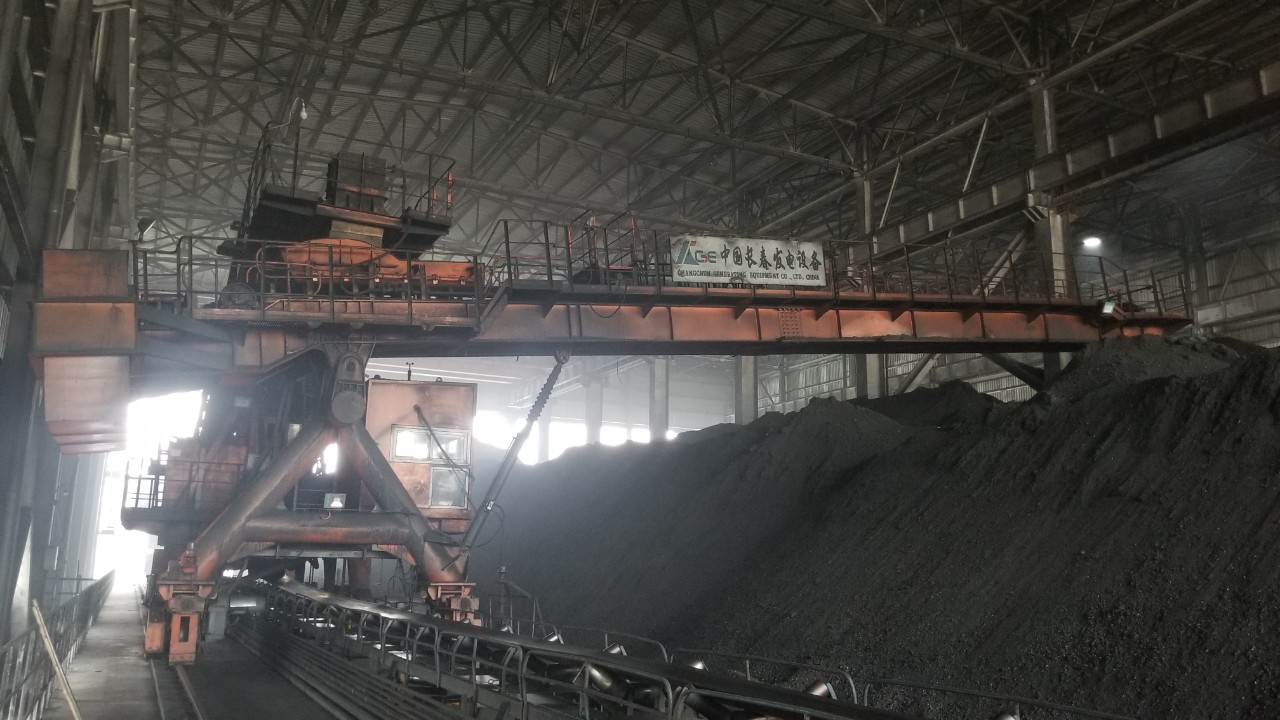 CGE 中国长春发电设备
CHANGCHUN GENERATING EQUIPMENT CO., LTD, CHINA